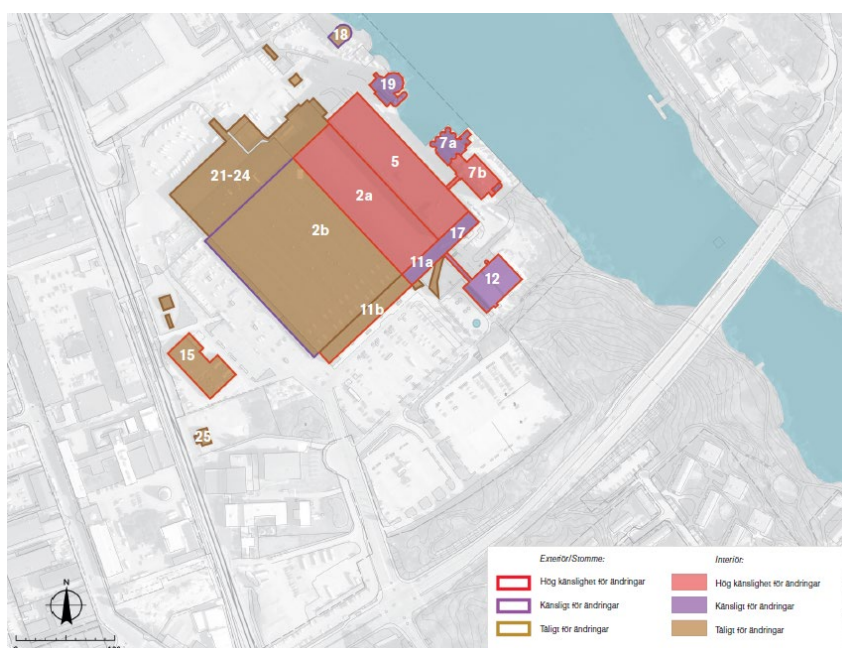 18
19
7a
5
7b
21-24
2a
2b
17
11a
12
11b
15
25
N
Exteriör/Stomme:
Interiör:
Hög känslighet för ändringar
Hög känslighet för ändringar
Känsligt för ändringar
Känsligt för ändringar
Tåligt för ändringar
Tåligt för ändringar